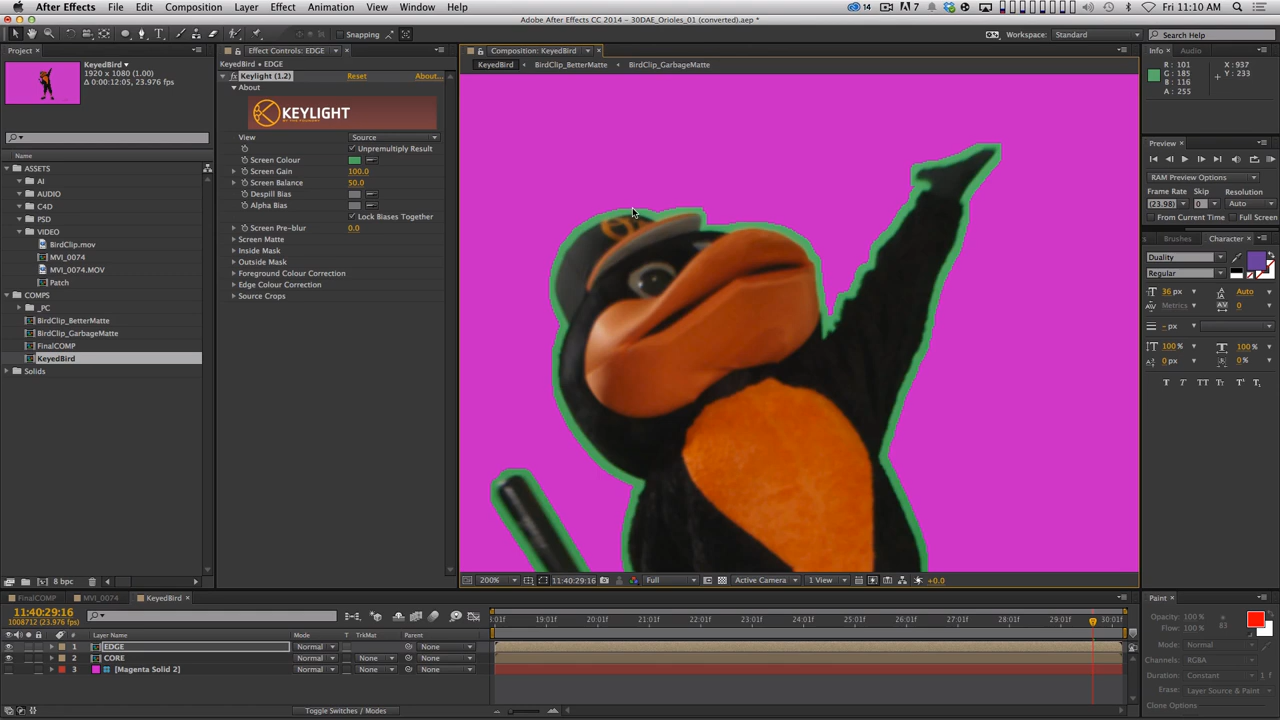 After Effects File Edit Composition Layer Effect Animation View Window Help
14 7 Fri 11:10 AM
Adobe After Effects CC 2014 - 30DAE_Orioles_01 (converted).aep *
Snapping Workspace: Standard Search Help
Project
KeyedBird
1920 x 1080 (1.00)
Δ 0:00:12:05, 23.976 fps
Name
ASSETS
AI
AUDIO
C4D
PSD
VIDEO
BirdClip.mov
MVI_0074
MVI_0074.MOV
Patch
COMPS
_PC
BirdClip_BetterMatte
BirdClip_GarbageMatte
FinalCOMP
KeyedBird
Solids
8 bpc
Effect Controls: EDGE
KeyedBird • EDGE
fx Keylight (1.2) Reset About...
About
KEYLIGHT
BY THE FOUNDRY
View Source
Unpremultiply Result
Screen Colour
Screen Gain 100.0
Screen Balance 50.0
Despill Bias
Alpha Bias
Lock Biases Together
Screen Pre-blur 0.0
Screen Matte
Inside Mask
Outside Mask
Foreground Colour Correction
Edge Colour Correction
Source Crops
Composition: KeyedBird
KeyedBird BirdClip_BetterMatte BirdClip_GarbageMatte
200% 11:40:29:16 Full Active Camera 1 View +0.0
Info Audio
R : 101
G : 185
B : 116
A : 255
X : 937
Y : 233
Preview
RAM Preview Options
Frame Rate Skip Resolution
(23.98) 0 Auto
From Current Time Full Screen
Brushes Character
Duality
Regular
36 px Auto
Metrics 0
- px
100% 100%
0 px 0%
T T TT Tt T¹ T₁
FinalCOMP MVI_0074 KeyedBird
11:40:29:16
1008712 (23.976 fps)
:01f 19:01f 20:01f 21:01f 22:01f 23:01f 24:01f 25:01f 26:01f 27:01f 28:01f 29:01f 30:01f
# Layer Name Mode T TrkMat Parent
1 EDGE Normal None
2 CORE Normal None None
3 [Magenta Solid 2] Normal None None
Toggle Switches / Modes
Paint
Opacity: 100 %
Flow: 100 % 83
Mode: Normal
Channels: RGBA
Duration: Constant 1 f
Erase: Layer Source & Paint
Clone Options